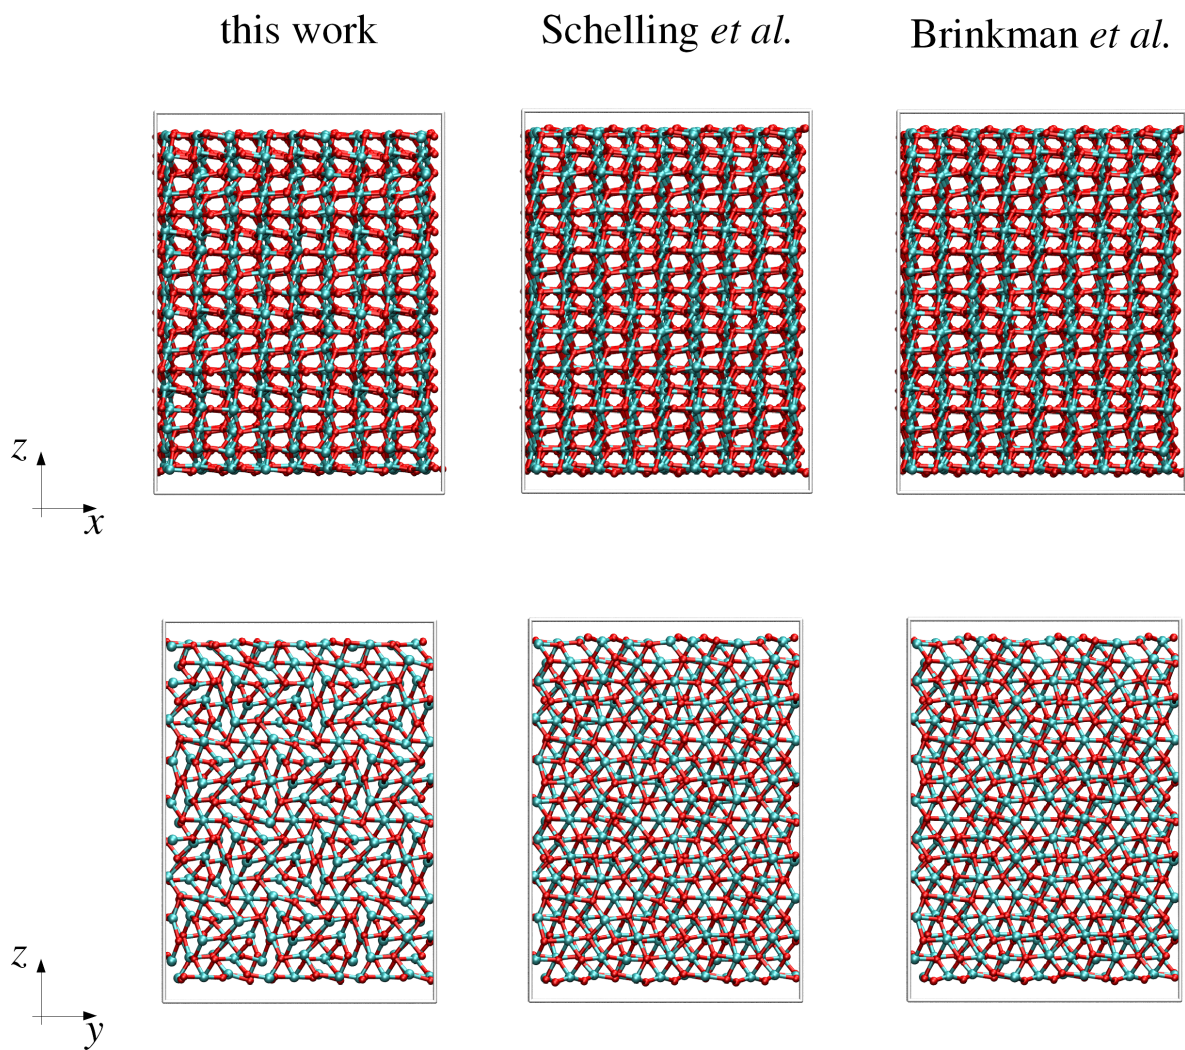 this work
Schelling et al.
Brinkman et al.
z
x
z
y